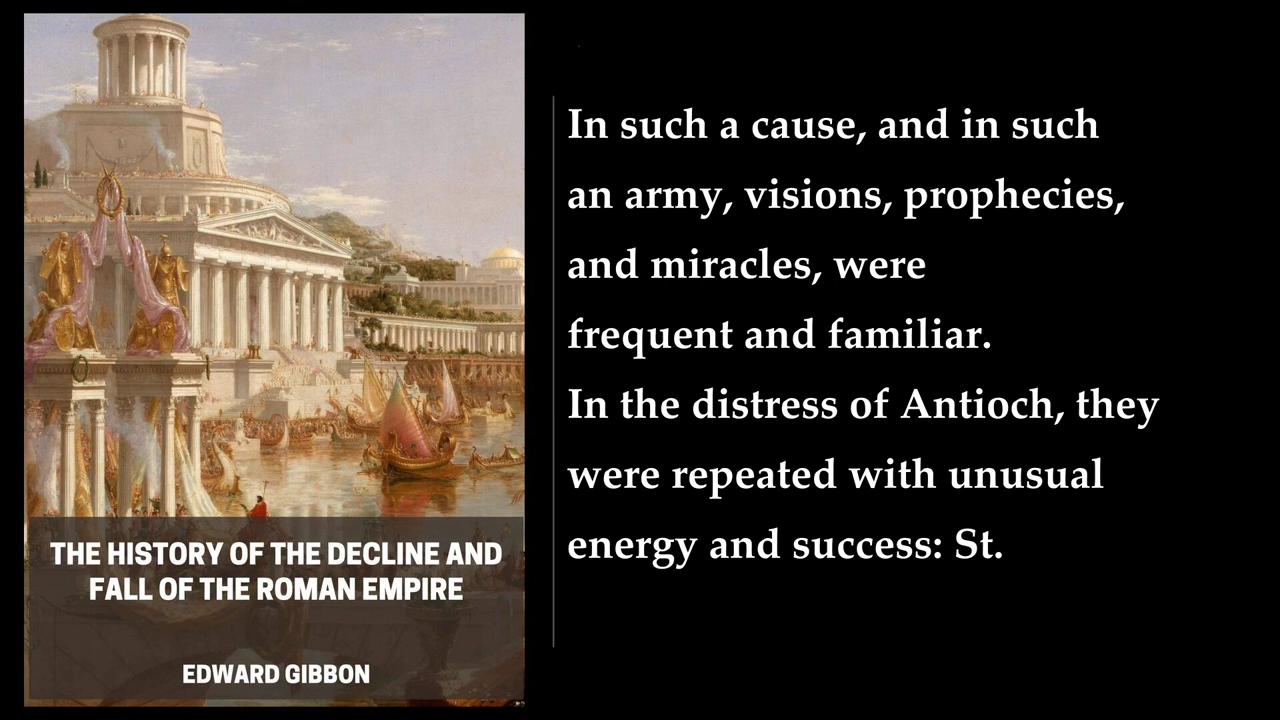 THE HISTORY OF THE DECLINE AND
FALL OF THE ROMAN EMPIRE
EDWARD GIBBON
In such a cause, and in such
an army, visions, prophecies,
and miracles, were
frequent and familiar.
In the distress of Antioch, they
were repeated with unusual
energy and success: St.